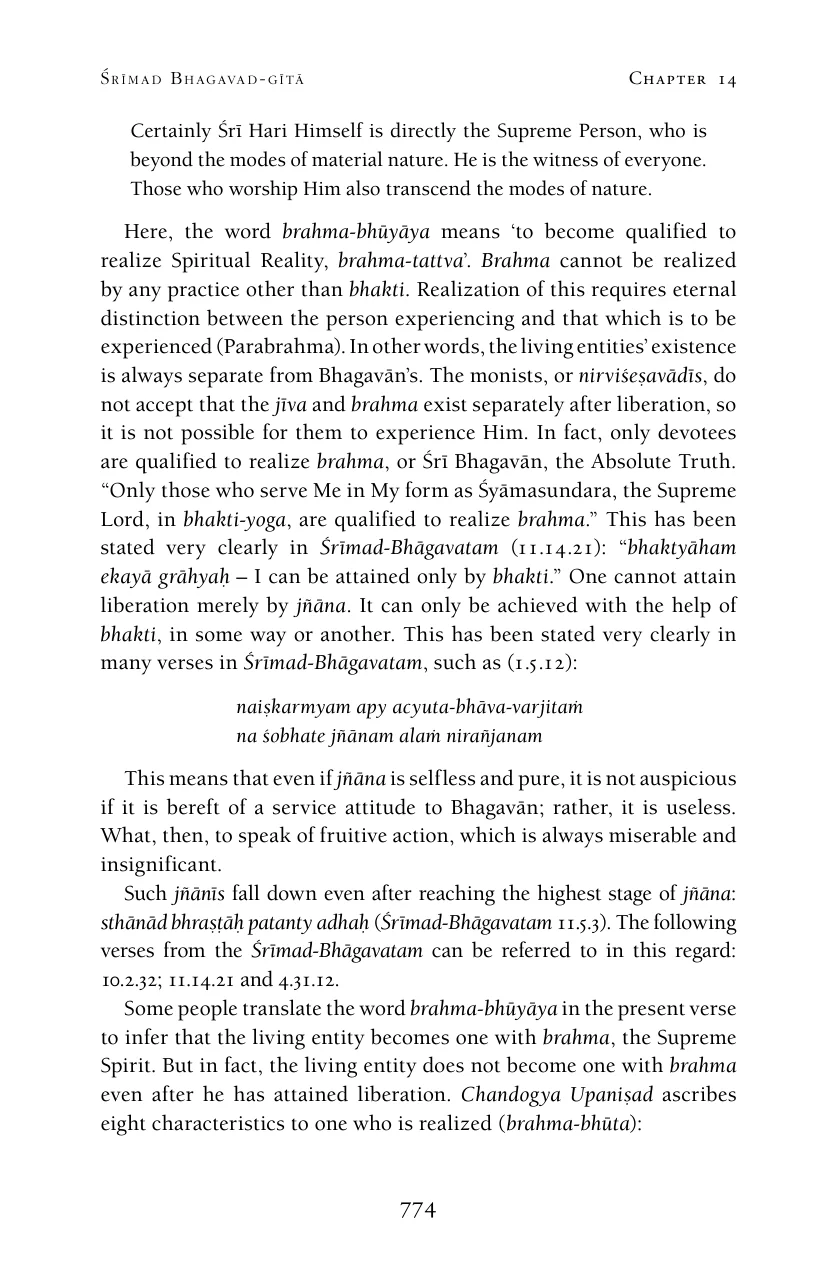 Śrīmad Bhagavad-gītā Chapter 14
Certainly Śrī Hari Himself is directly the Supreme Person, who is
beyond the modes of material nature. He is the witness of everyone.
Those who worship Him also transcend the modes of nature.
Here, the word brahma-bhūyāya means ‘to become qualified to
realize Spiritual Reality, brahma-tattva’. Brahma cannot be realized
by any practice other than bhakti. Realization of this requires eternal
distinction between the person experiencing and that which is to be
experienced (Parabrahma). In other words, the living entities’ existence
is always separate from Bhagavān’s. The monists, or nirviśeṣavādīs, do
not accept that the jīva and brahma exist separately after liberation, so
it is not possible for them to experience Him. In fact, only devotees
are qualified to realize brahma, or Śrī Bhagavān, the Absolute Truth.
“Only those who serve Me in My form as Śyāmasundara, the Supreme
Lord, in bhakti-yoga, are qualified to realize brahma.” This has been
stated very clearly in Śrīmad-Bhāgavatam (11.14.21): “bhaktyāham
ekayā grāhyaḥ – I can be attained only by bhakti.” One cannot attain
liberation merely by jñāna. It can only be achieved with the help of
bhakti, in some way or another. This has been stated very clearly in
many verses in Śrīmad-Bhāgavatam, such as (1.5.12):
naiṣkarmyam apy acyuta-bhāva-varjitaṁ
na śobhate jñānam alaṁ nirañjanam
This means that even if jñāna is selfless and pure, it is not auspicious
if it is bereft of a service attitude to Bhagavān; rather, it is useless.
What, then, to speak of fruitive action, which is always miserable and
insignificant.
Such jñānīs fall down even after reaching the highest stage of jñāna:
sthānād bhraṣṭāḥ patanty adhaḥ (Śrīmad-Bhāgavatam 11.5.3). The following
verses from the Śrīmad-Bhāgavatam can be referred to in this regard:
10.2.32; 11.14.21 and 4.31.12.
Some people translate the word brahma-bhūyāya in the present verse
to infer that the living entity becomes one with brahma, the Supreme
Spirit. But in fact, the living entity does not become one with brahma
even after he has attained liberation. Chandogya Upaniṣad ascribes
eight characteristics to one who is realized (brahma-bhūta):
774